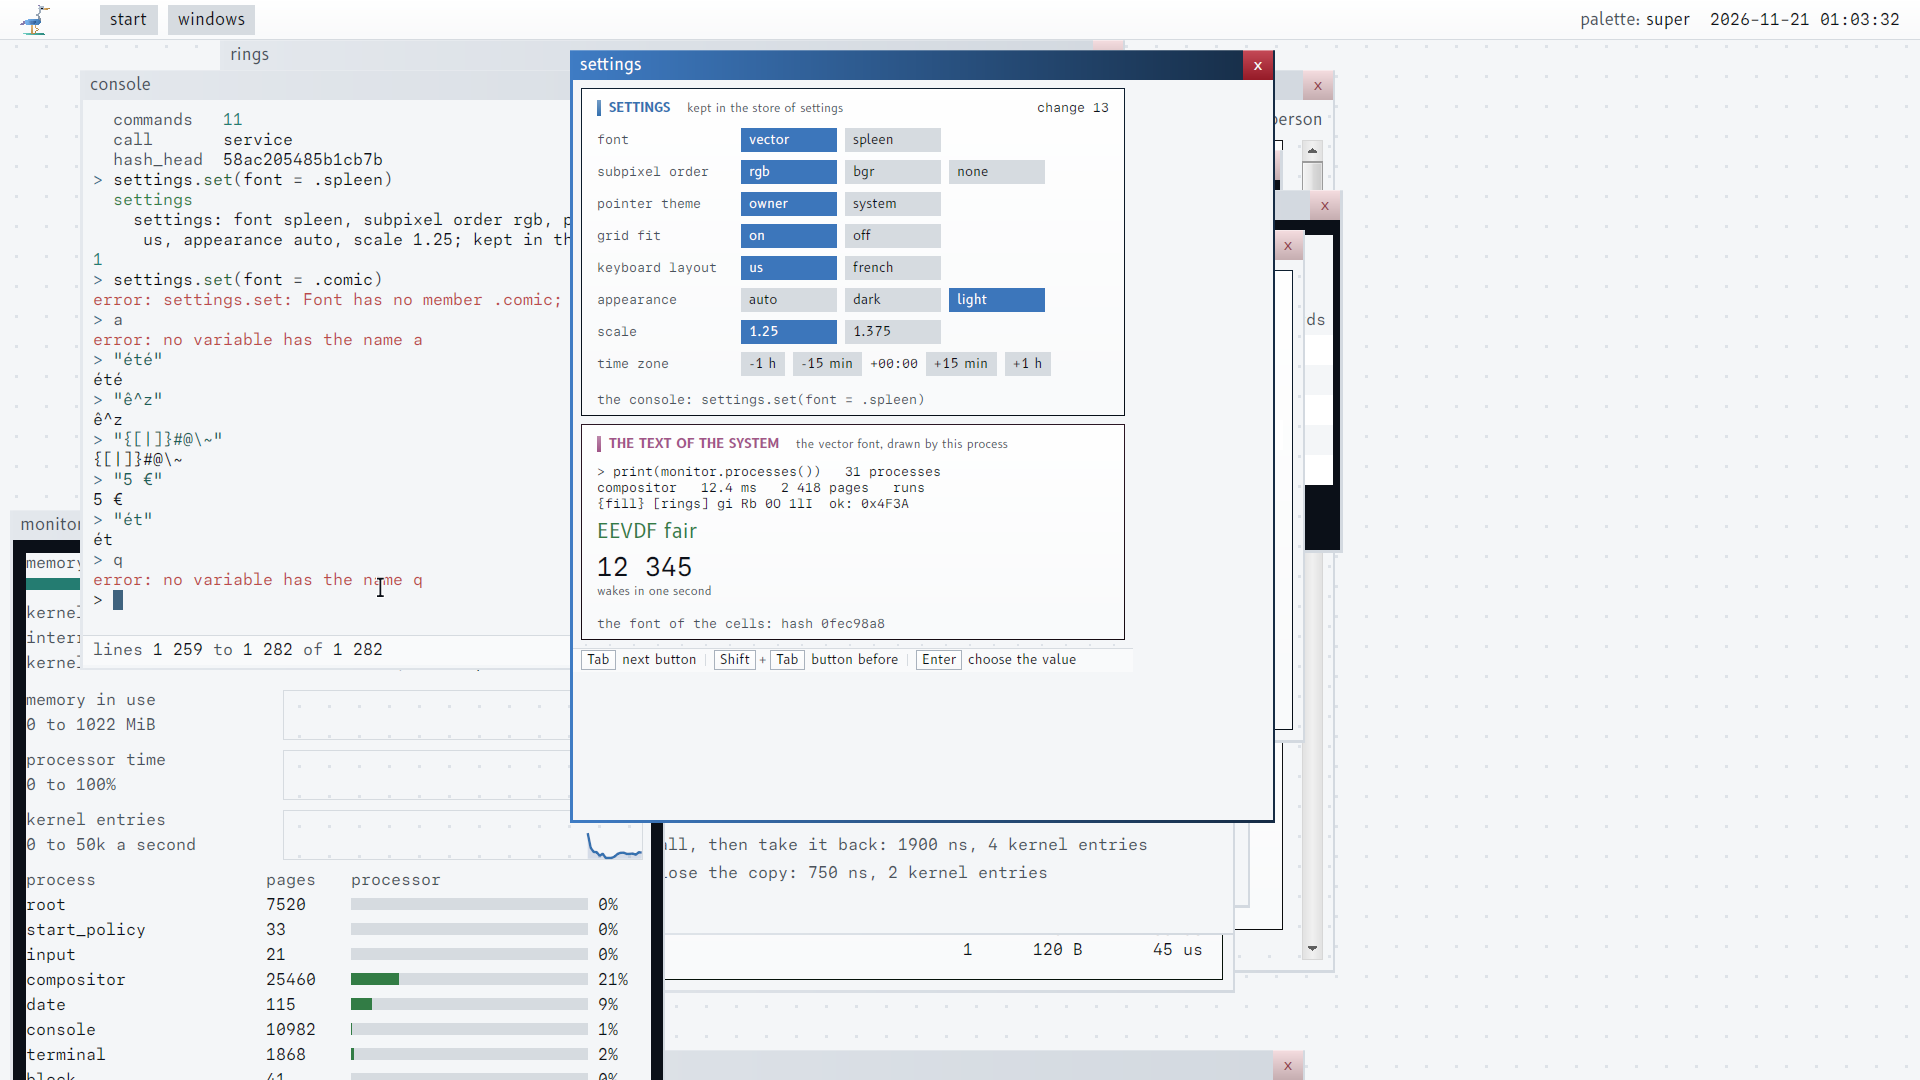 start windows palette: super 2026-11-21 01:03:32
rings
console
commands 11
call service
hash_head 58ac205485b1cb7b
> settings.set(font = .spleen)
settings
settings: font spleen, subpixel order rgb, p
us, appearance auto, scale 1.25; kept in th
1
> settings.set(font = .comic)
error: settings.set: Font has no member .comic;
> a
error: no variable has the name a
> "été"
été
> "ê^z"
ê^z
> "{[|]}#@\~"
{[|]}#@\~
> "5 €"
5 €
> "ét"
ét
> q
error: no variable has the name q
>
lines 1 259 to 1 282 of 1 282
settings x
SETTINGS kept in the store of settings change 13
font vector spleen
subpixel order rgb bgr none
pointer theme owner system
grid fit on off
keyboard layout us french
appearance auto dark light
scale 1.25 1.375
time zone -1 h -15 min +00:00 +15 min +1 h
the console: settings.set(font = .spleen)
THE TEXT OF THE SYSTEM the vector font, drawn by this process
> print(monitor.processes()) 31 processes
compositor 12.4 ms 2 418 pages runs
{fill} [rings] gi Rb 0O 1lI ok: 0x4F3A
EEVDF fair
12 345
wakes in one second
the font of the cells: hash 0fec98a8
Tab next button Shift + Tab button before Enter choose the value
x
erson
x
x
ds
monitor
memory
kernel
inter
kernel
memory in use
0 to 1022 MiB
processor time
0 to 100%
kernel entries
0 to 50k a second
process pages processor
root 7520 0%
start_policy 33 0%
input 21 0%
compositor 25460 21%
date 115 9%
console 10982 1%
terminal 1868 2%
block 41 0%
all, then take it back: 1900 ns, 4 kernel entries
lose the copy: 750 ns, 2 kernel entries
1 120 B 45 us
x